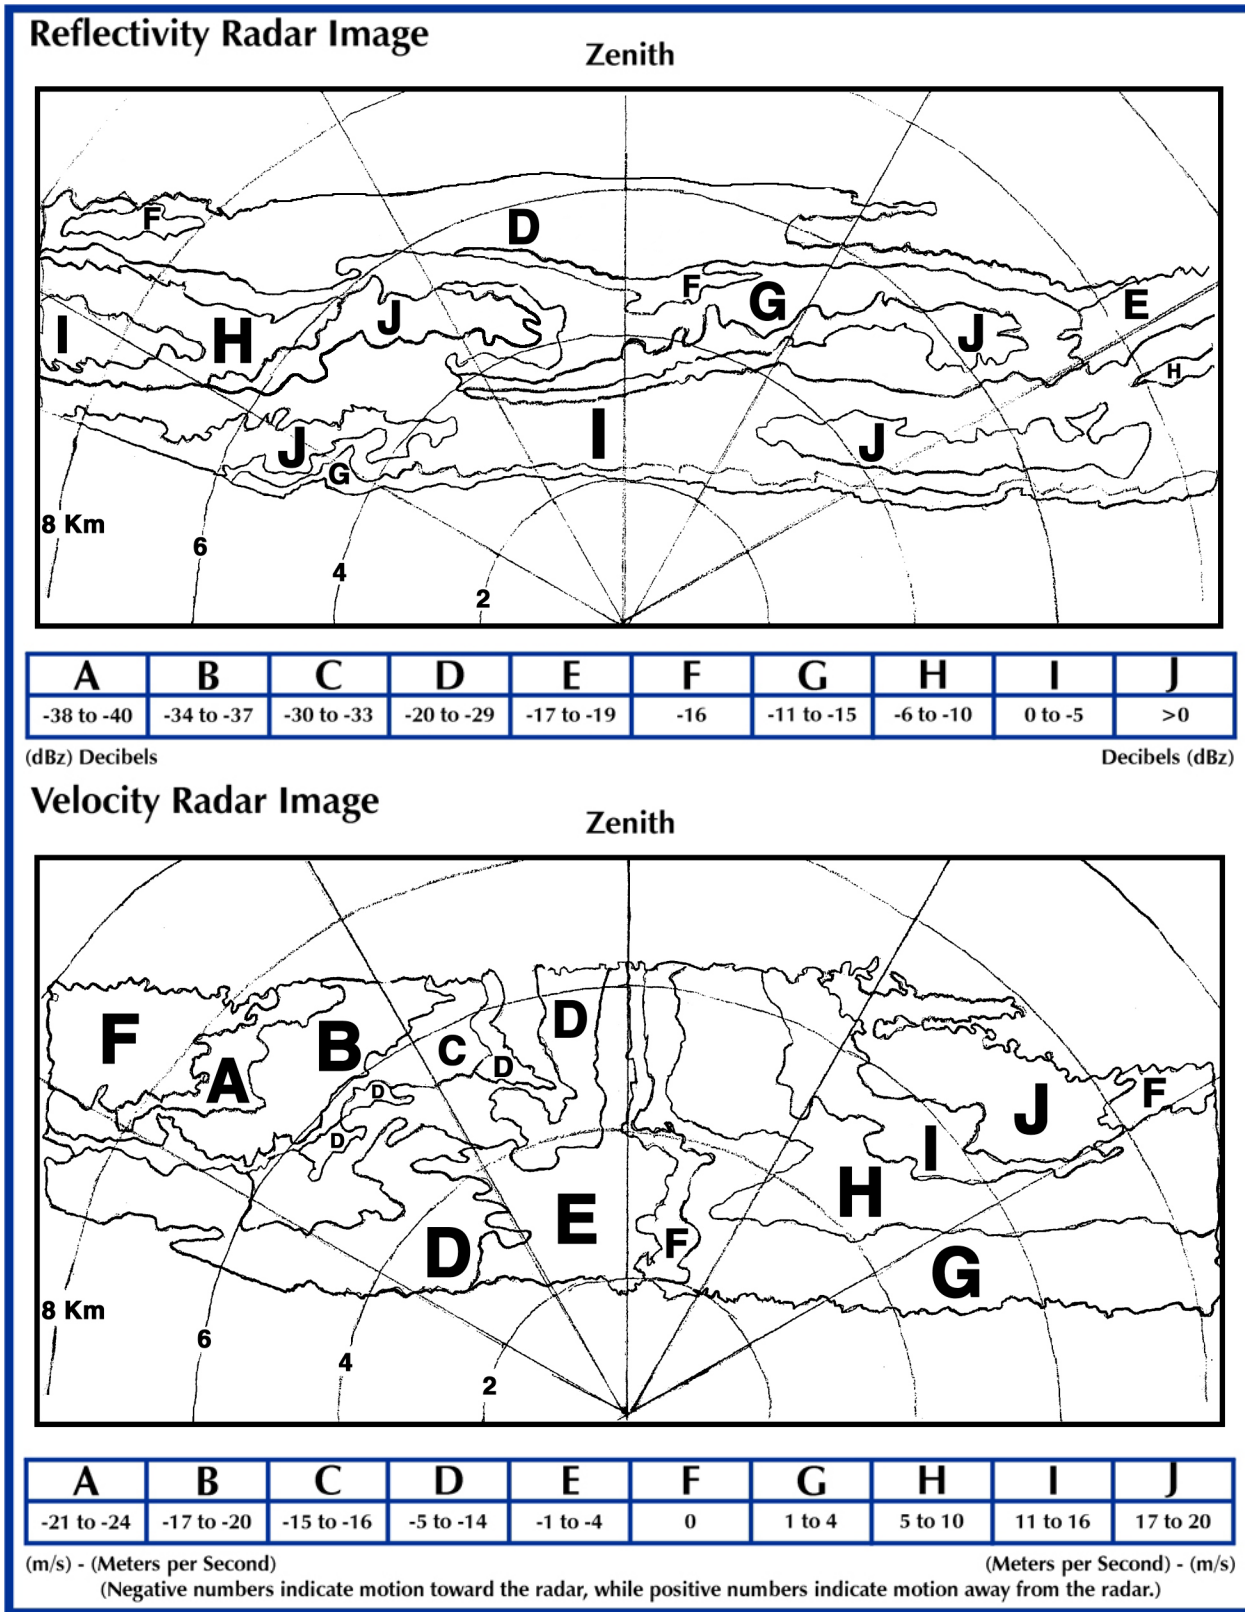 Reflectivity Radar Image
Zenith
F
D
F
G
E
I
H
J
J
H
I
J
J
G
8 Km
6
4
2
A B C D E F G H I J
-38 to -40 -34 to -37 -30 to -33 -20 to -29 -17 to -19 -16 -11 to -15 -6 to -10 0 to -5 >0
(dBz) Decibels Decibels (dBz)
Velocity Radar Image
Zenith
F
A
B
C
D
D
D
D
J
F
I
H
E
F
D
G
8 Km
6
4
2
A B C D E F G H I J
-21 to -24 -17 to -20 -15 to -16 -5 to -14 -1 to -4 0 1 to 4 5 to 10 11 to 16 17 to 20
(m/s) - (Meters per Second) (Meters per Second) - (m/s)
(Negative numbers indicate motion toward the radar, while positive numbers indicate motion away from the radar.)